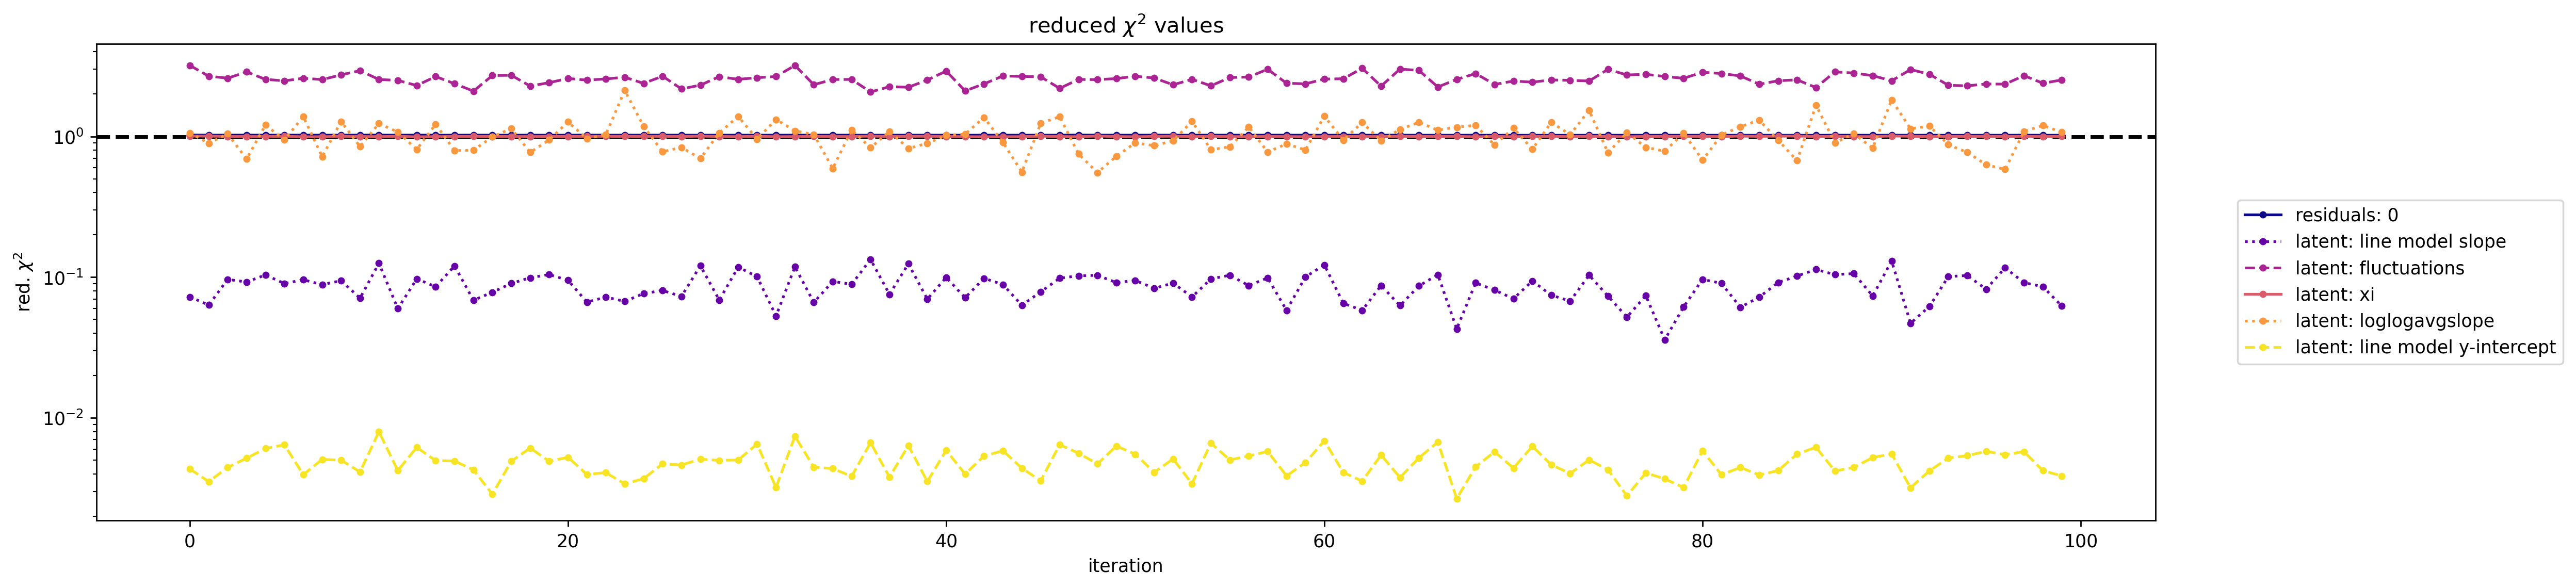 reduced χ² values
red. χ²
10⁰
10⁻¹
10⁻²
0
20
40
60
80
100
iteration
residuals: 0
latent: line model slope
latent: fluctuations
latent: xi
latent: loglogavgslope
latent: line model y-intercept